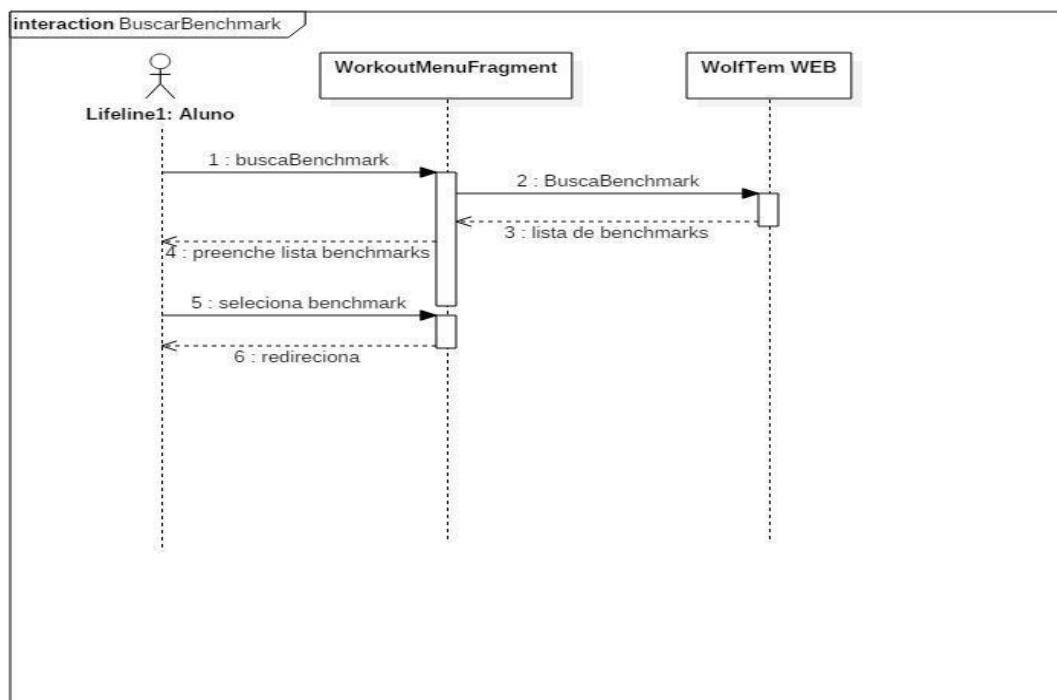 interaction BuscarBenchmark
WorkoutMenuFragment
WolfTem WEB
Lifeline1: Aluno
1 : buscaBenchmark
2 : BuscaBenchmark
3 : lista de benchmarks
4 : preenche lista benchmarks
5 : seleciona benchmark
6 : redireciona